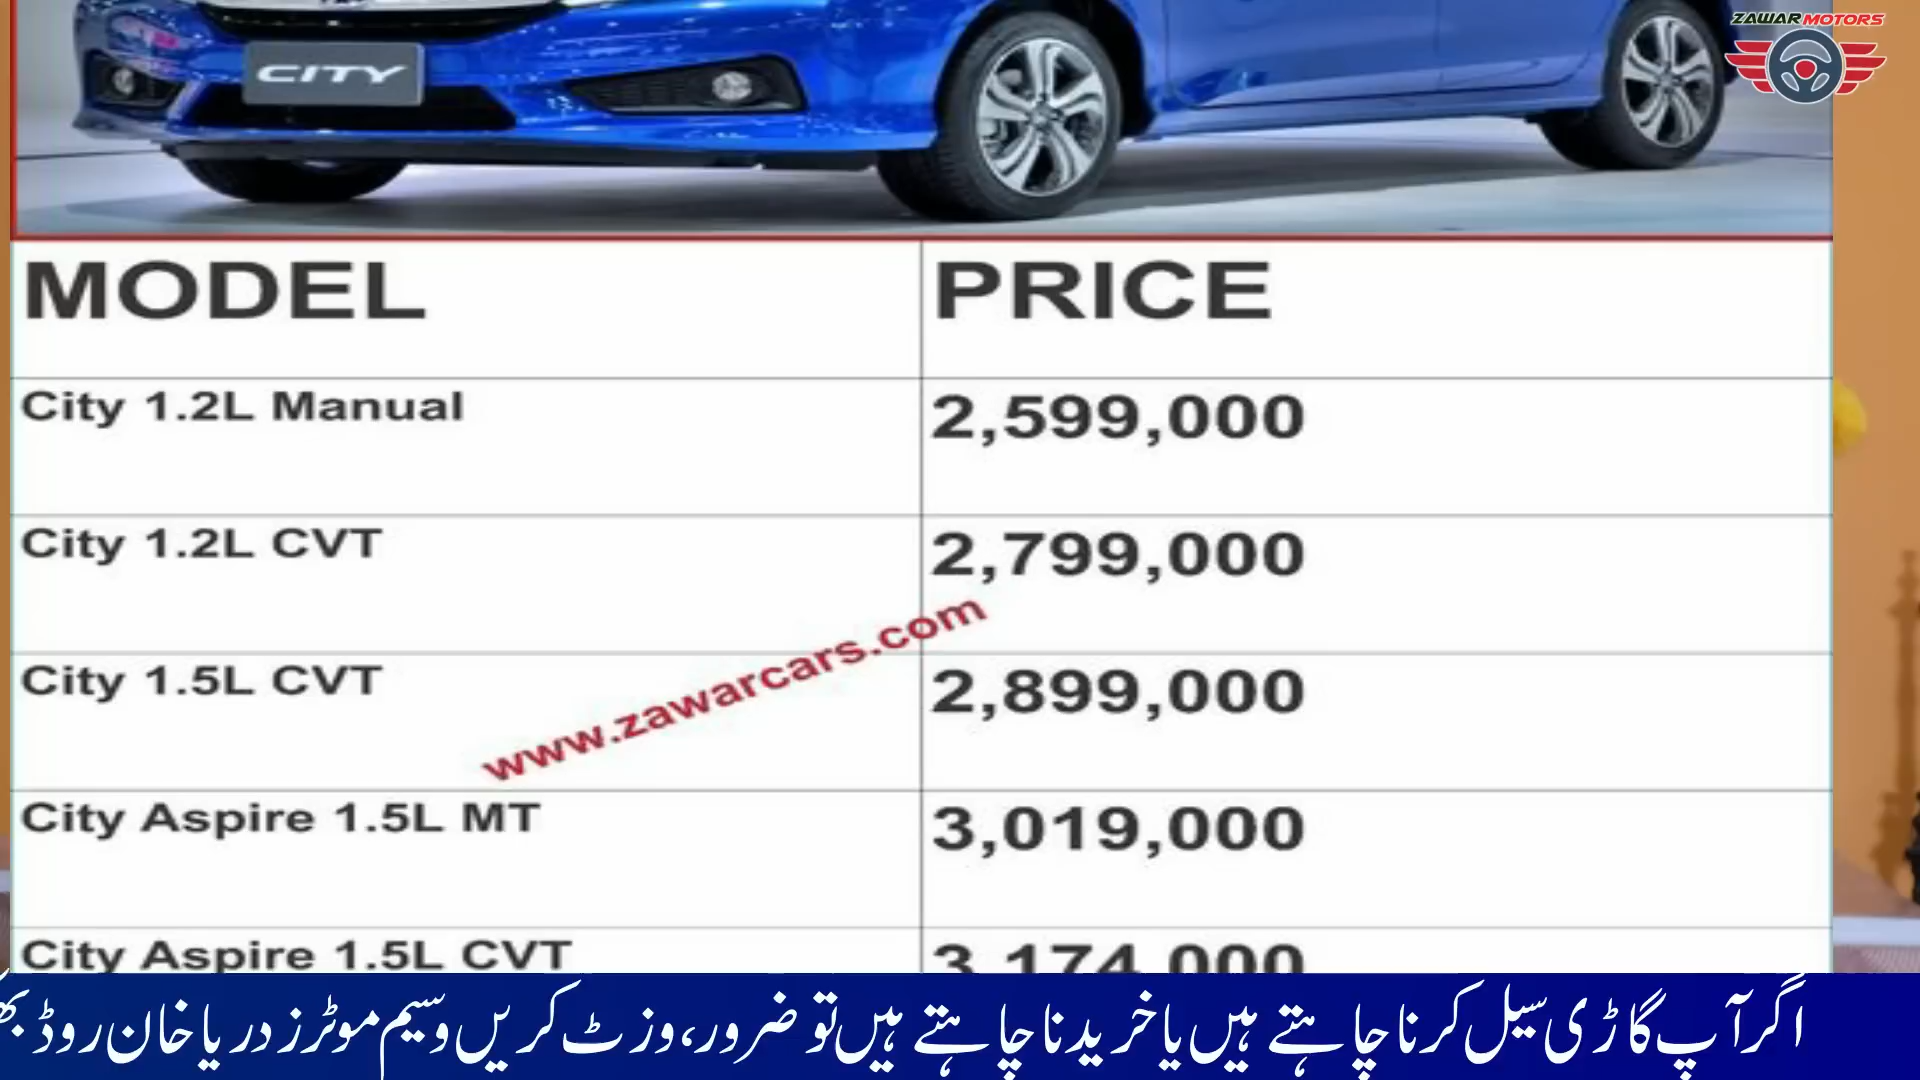 ZAWAR MOTORS
CITY
MODEL PRICE
City 1.2L Manual 2,599,000
City 1.2L CVT 2,799,000
City 1.5L CVT 2,899,000
www.zawarcars.com
City Aspire 1.5L MT 3,019,000
City Aspire 1.5L CVT 3,174,000
اگر آپ گاڑی سیل کرنا چاہتے ہیں یا خریدنا چاہتے ہیں تو ضرور، وزٹ کریں وسیم موٹرز دریا خان روڈ